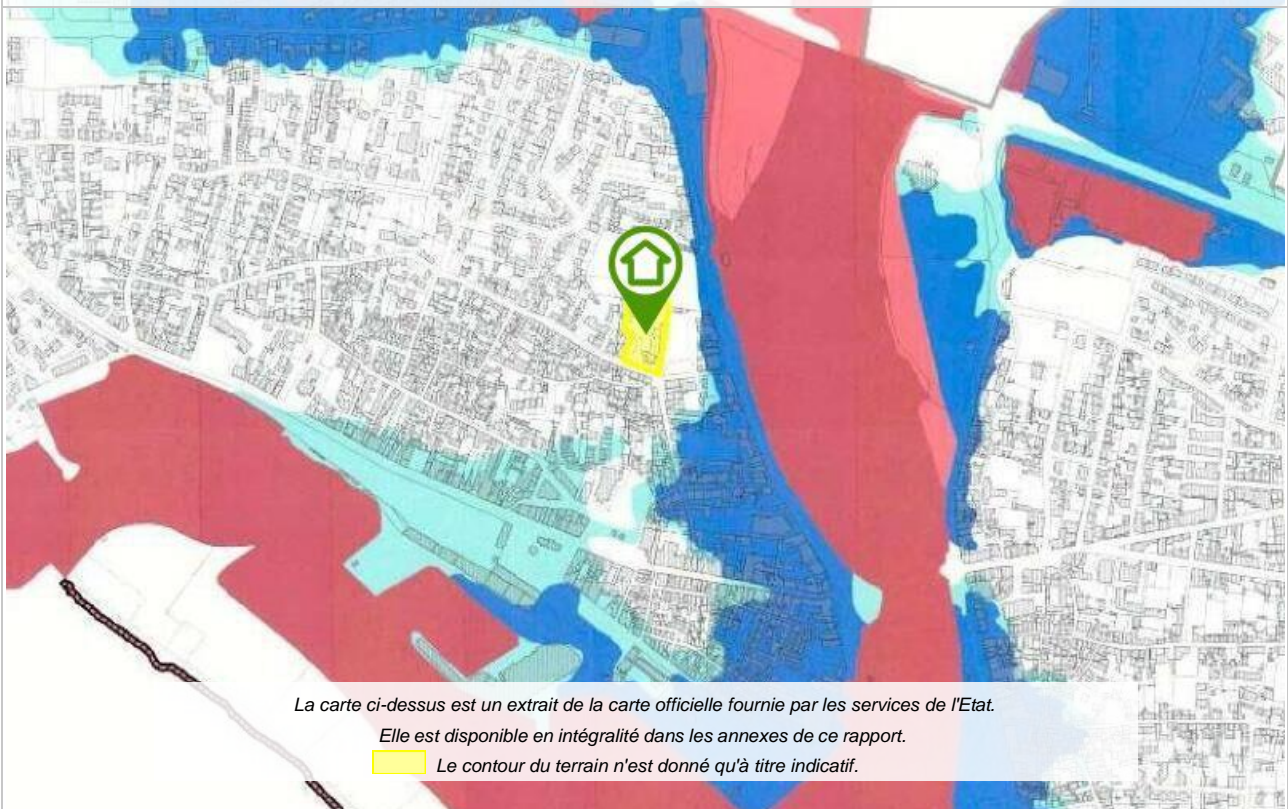 La carte ci-dessus est un extrait de la carte officielle fournie par les services de l'Etat.
Elle est disponible en intégralité dans les annexes de ce rapport.
Le contour du terrain n'est donné qu'à titre indicatif.